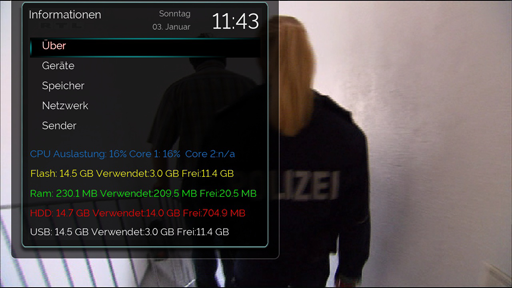 Informationen
Sonntag
11:43
03. Januar
Über
Geräte
Speicher
Netzwerk
Sender
CPU Auslastung: 16% Core 1: 16% Core 2:n/a
Flash: 14.5 GB Verwendet:3.0 GB Frei:11.4 GB
Ram: 230.1 MB Verwendet:209.5 MB Frei:20.5 MB
HDD: 14.7 GB Verwendet:14.0 GB Frei:704.9 MB
USB: 14.5 GB Verwendet:3.0 GB Frei:11.4 GB
LIZEI